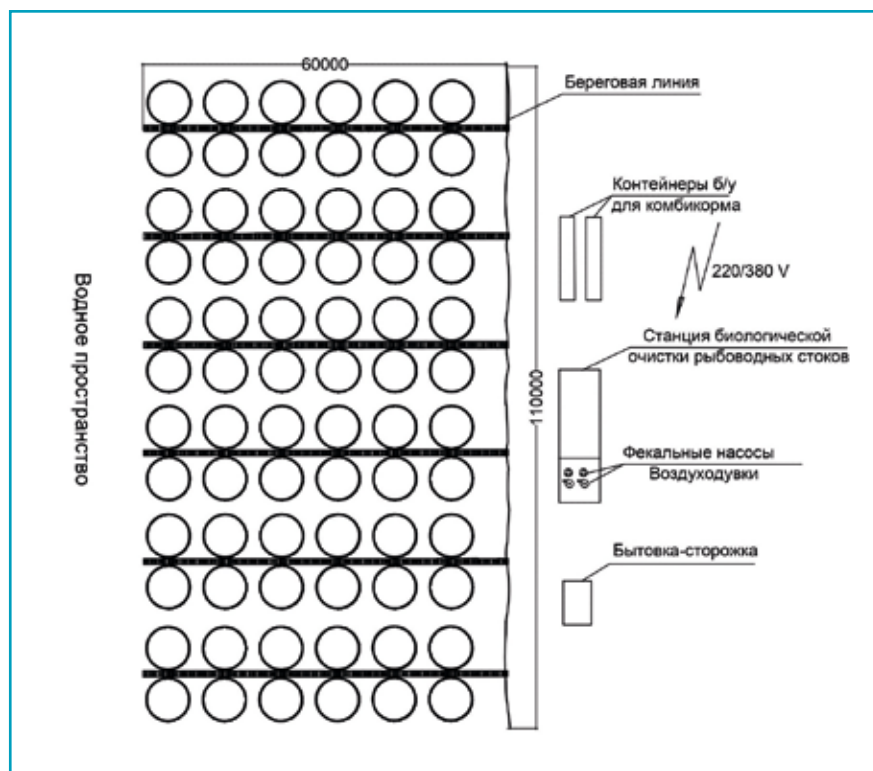 60000
Береговая линия
Контейнеры б/у
для комбикорма
220/380 V
Водное пространство
Станция биологической
очистки рыбоводных стоков
110000
Фекальные насосы
Воздуходувки
Бытовка-сторожка